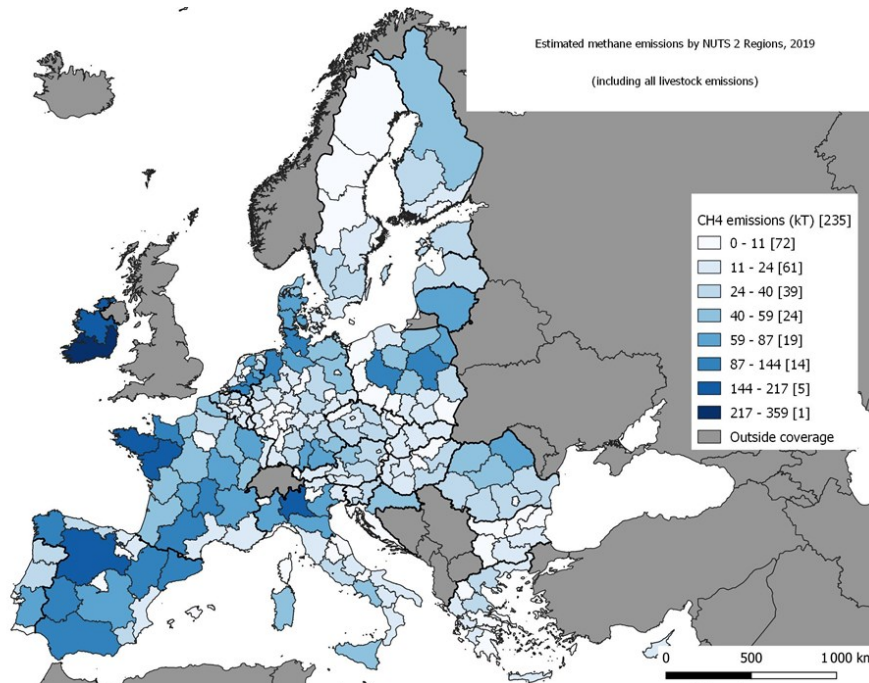 Estimated methane emissions by NUTS 2 Regions, 2019
(including all livestock emissions)
CH4 emissions (kT) [235]
0 - 11 [72]
11 - 24 [61]
24 - 40 [39]
40 - 59 [24]
59 - 87 [19]
87 - 144 [14]
144 - 217 [5]
217 - 359 [1]
Outside coverage
0 500 1 000 km